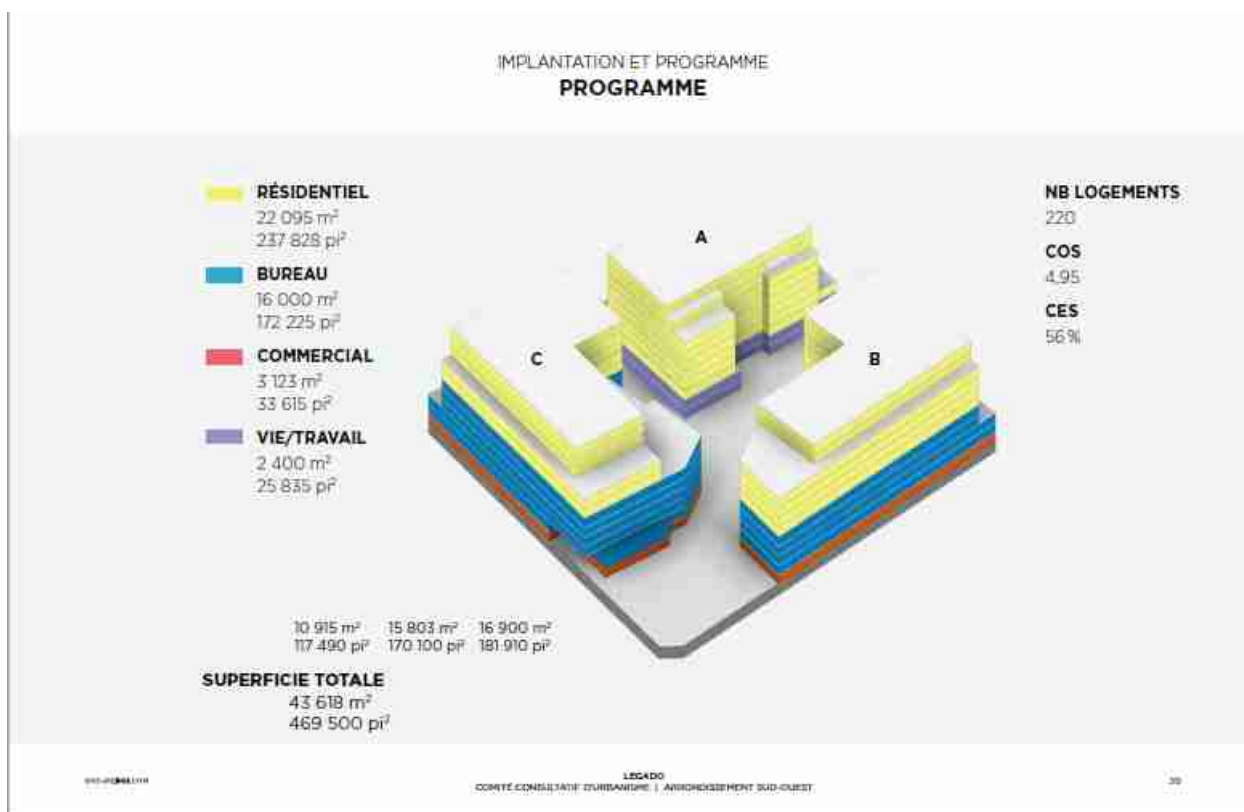 IMPLANTATION ET PROGRAMME
PROGRAMME
RÉSIDENTIEL
22 095 m²
237 828 pi²
BUREAU
16 000 m²
172 225 pi²
COMMERCIAL
3 123 m²
33 615 pi²
VIE/TRAVAIL
2 400 m²
25 835 pi²
A
C
B
NB LOGEMENTS
220
COS
4,95
CES
56 %
10 915 m² 15 803 m² 16 900 m²
117 490 pi² 170 100 pi² 181 910 pi²
SUPERFICIE TOTALE
43 618 m²
469 500 pi²
LEGADO
COMITÉ CONSULTATIF D'URBANISME | ARRONDISSEMENT SUD-OUEST